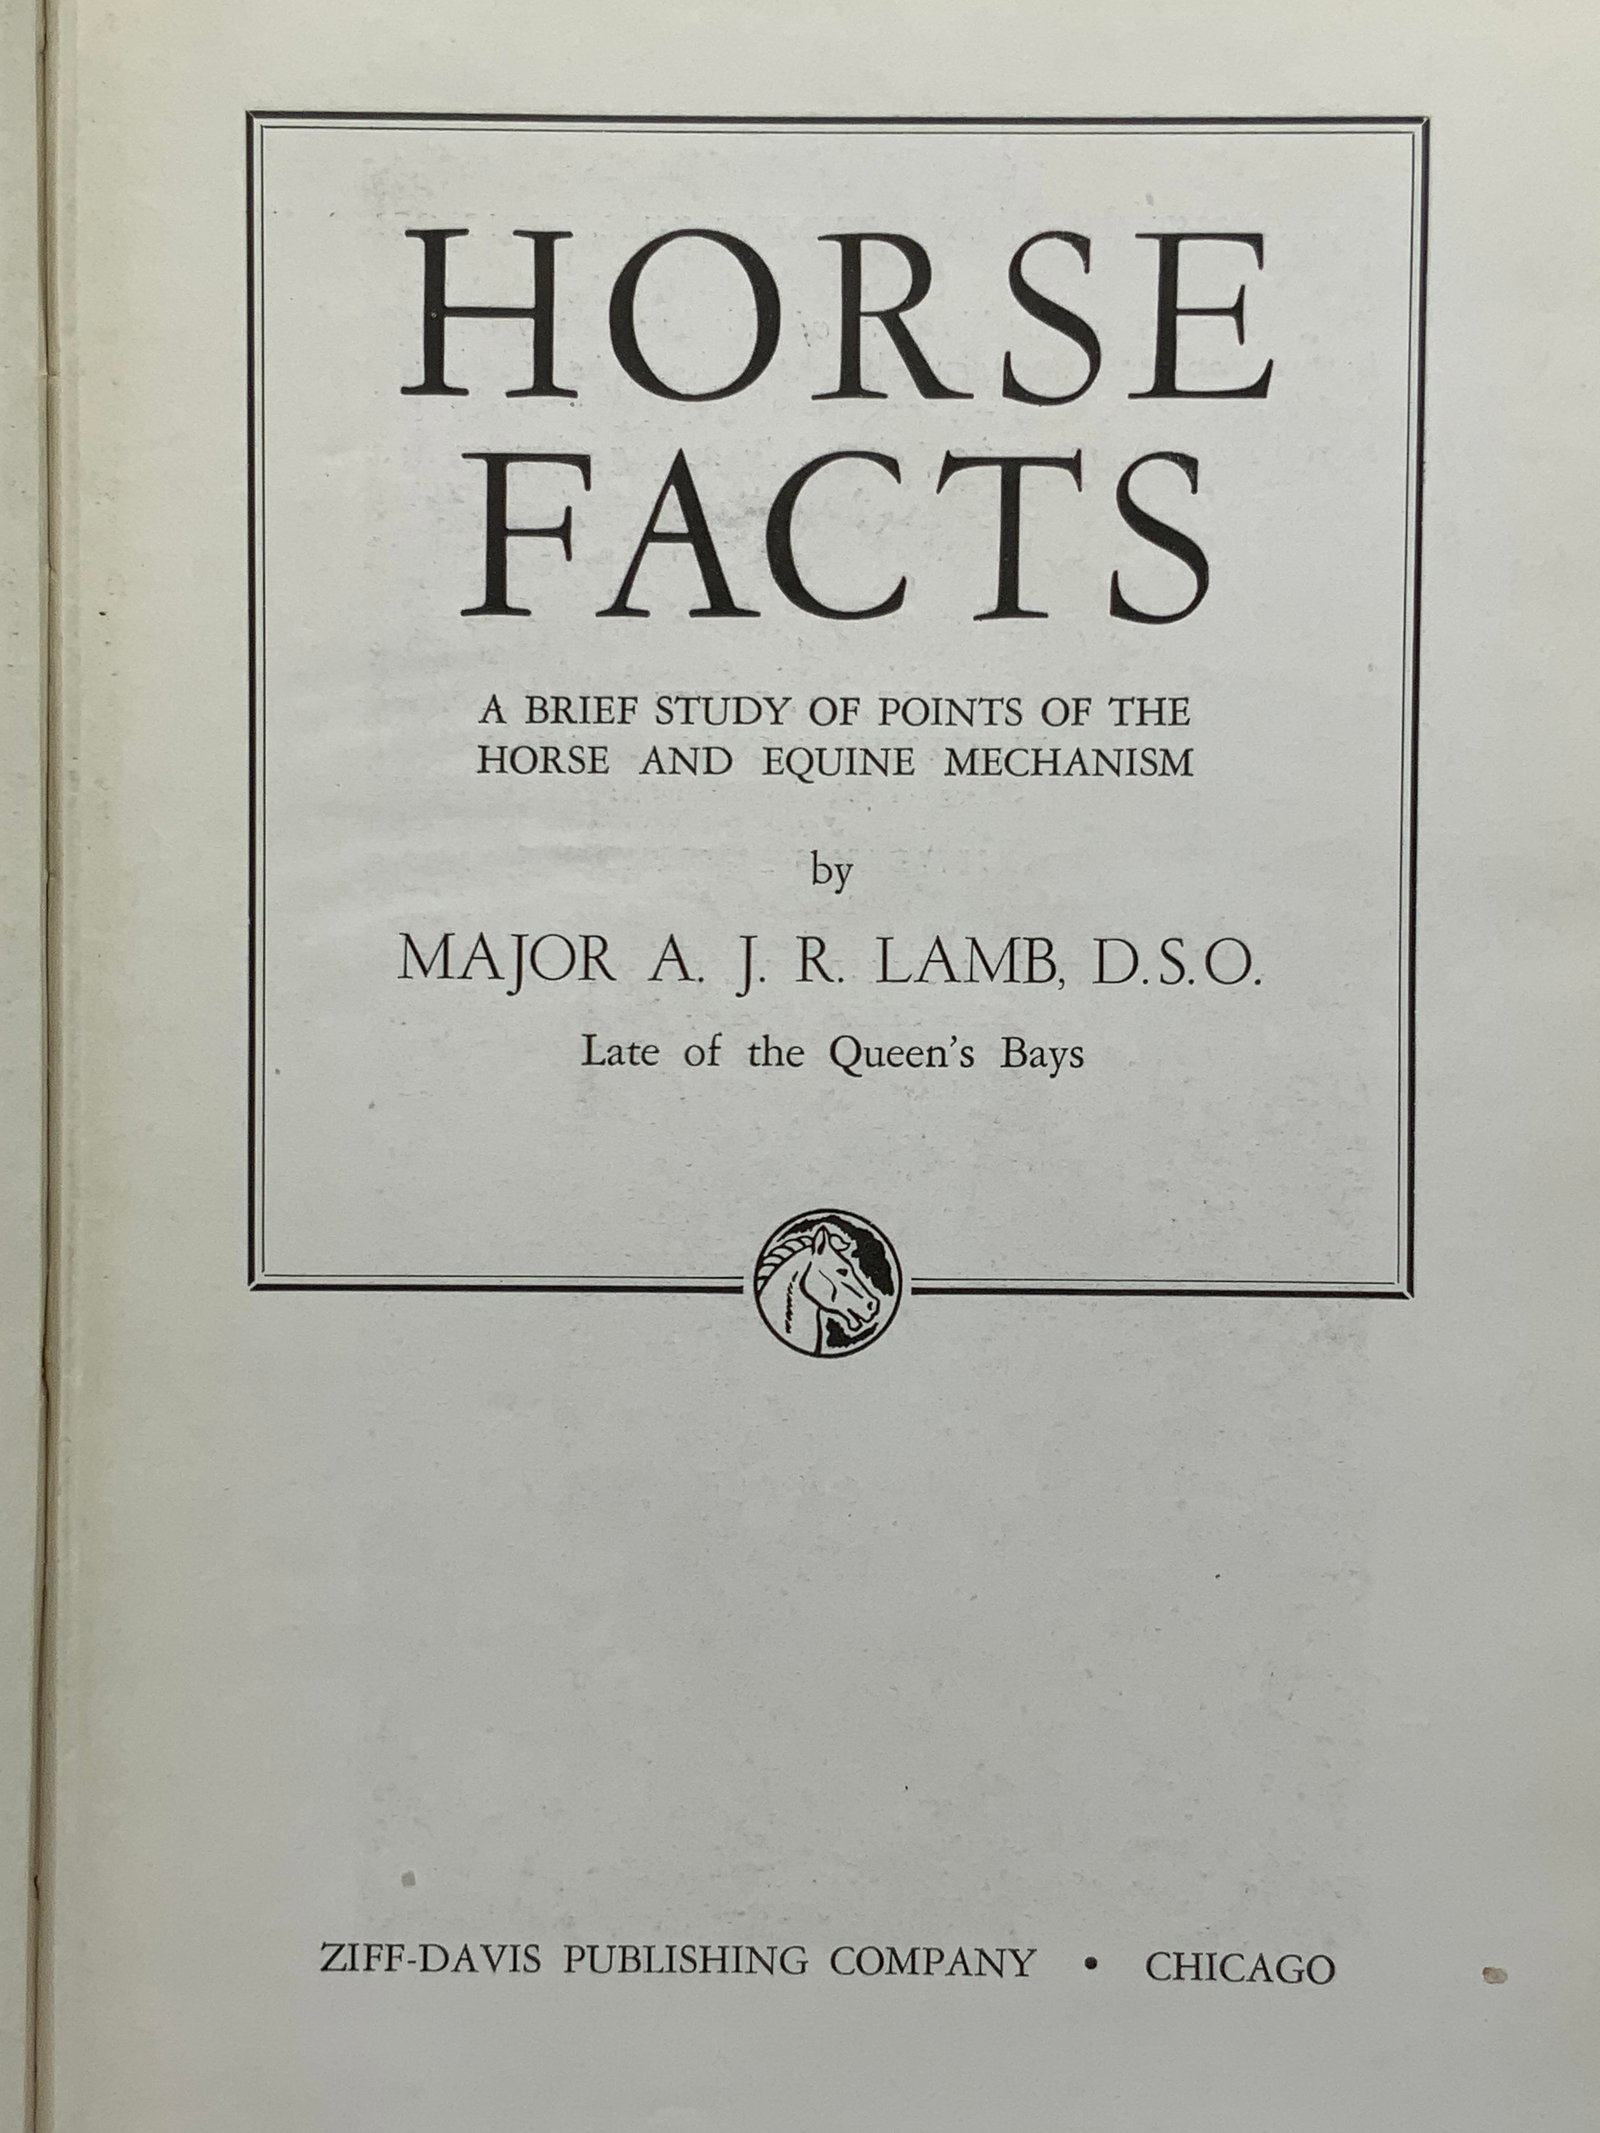 HORSE
FACTS
A BRIEF STUDY OF POINTS OF THE
HORSE AND EQUINE MECHANISM
by
MAJOR A. J. R. LAMB, D.S.O.
Late of the Queen's Bays
ZIFF-DAVIS PUBLISHING COMPANY • CHICAGO